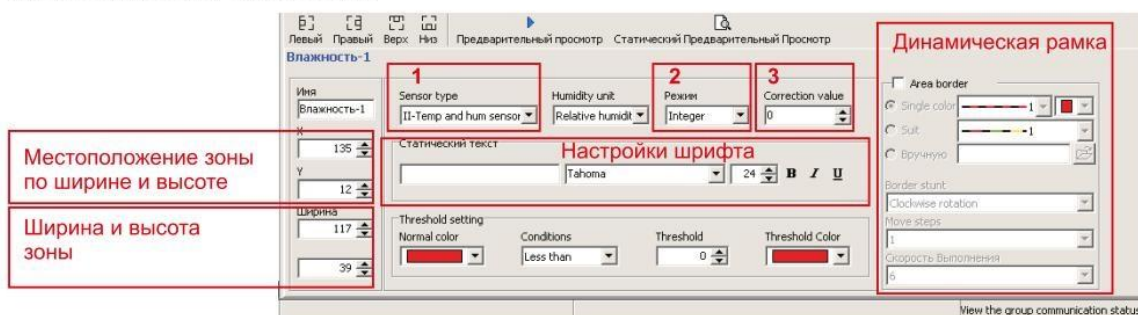 Левый Правый Верх Низ Предварительный просмотр Статический Предварительный Просмотр
Влажность-1
Динамическая рамка
1
2
3
Имя
Влажность-1
Sensor type
II-Temp and hum sensor
Humidity unit
Relative humidit
Режим
Integer
Correction value
0
Area border
Single color
1
Suit
1
Вручную
Местоположение зоны
по ширине и высоте
X
135
Y
12
Статический текст
Настройки шрифта
Tahoma
24
B I U
Border stunt
Clockwise rotation
Move steps
1
Скорость Выполнения
6
Ширина и высота
зоны
Ширина
117
39
Threshold setting
Normal color
Conditions
Less than
Threshold
0
Threshold Color
View the group communication status